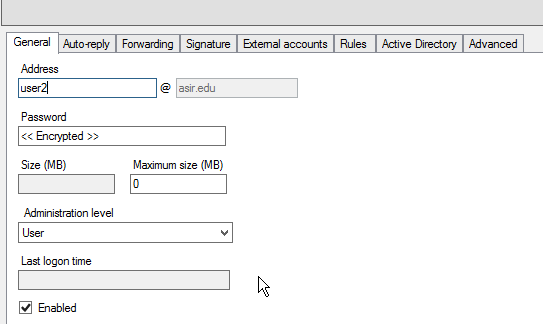 General Auto-reply Forwarding Signature External accounts Rules Active Directory Advanced
Address
user2 @ asir.edu
Password
<< Encrypted >>
Size (MB) Maximum size (MB)
0
Administration level
User
Last logon time
Enabled